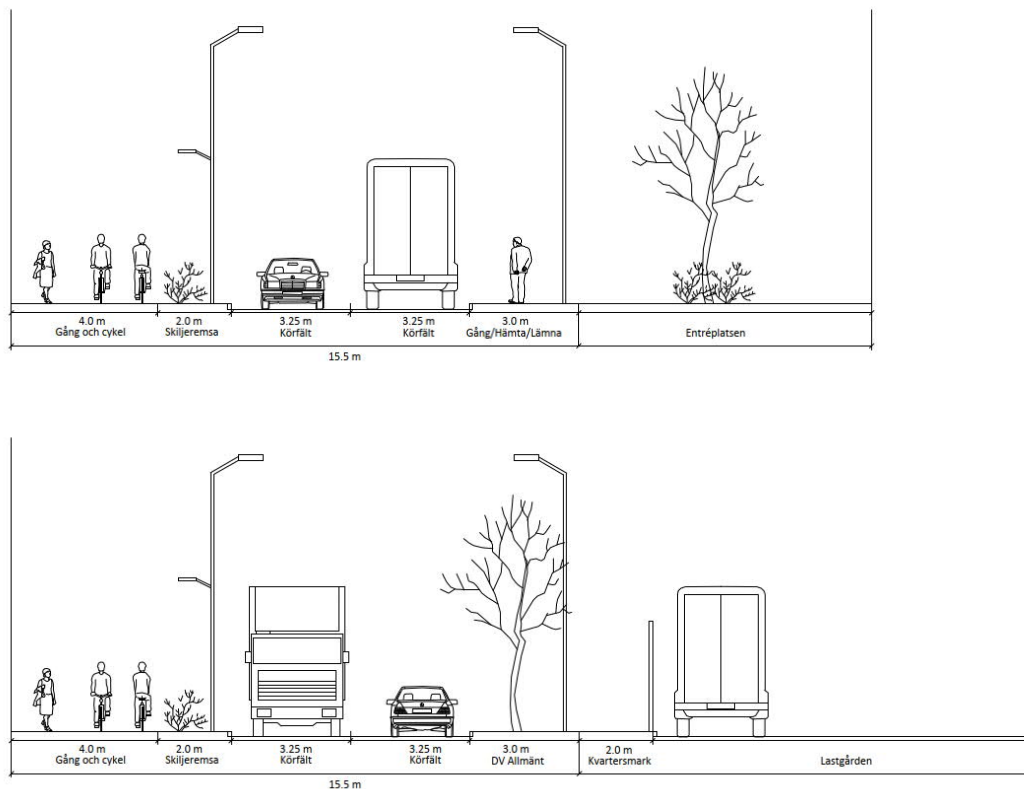 4.0 m
Gång och cykel
2.0 m
Skiljeremsa
3.25 m
Körfält
3.25 m
Körfält
3.0 m
Gång/Hämta/Lämna
Entréplatsen
15.5 m
4.0 m
Gång och cykel
2.0 m
Skiljeremsa
3.25 m
Körfält
3.25 m
Körfält
3.0 m
DV Allmänt
2.0 m
Kvartersmark
Lastgården
15.5 m